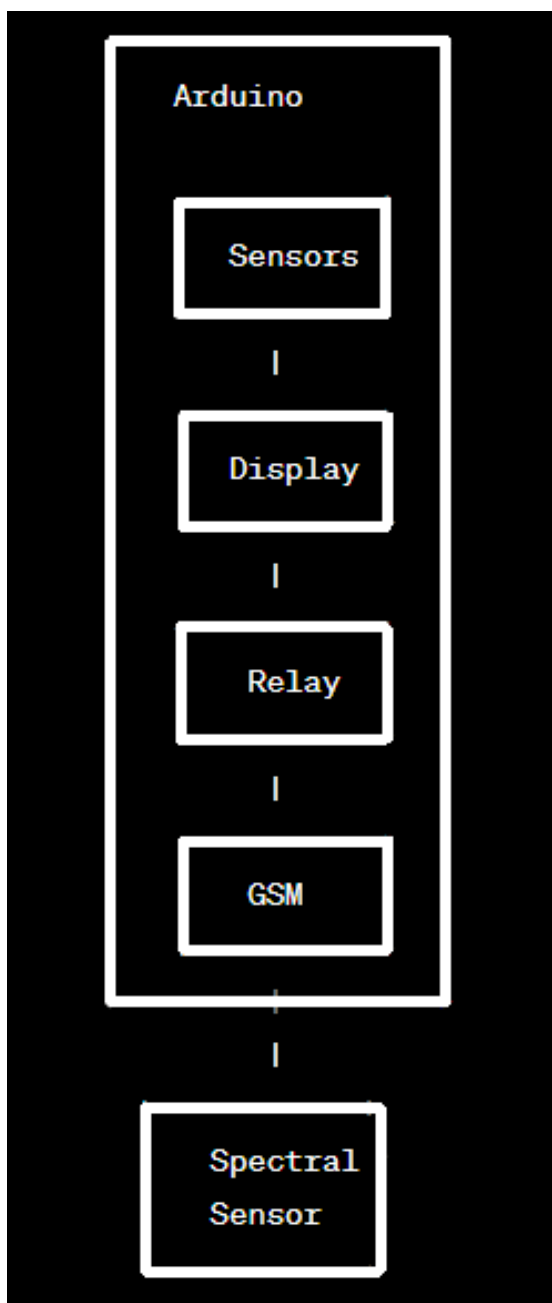 Arduino
Sensors
Display
Relay
GSM
Spectral
Sensor